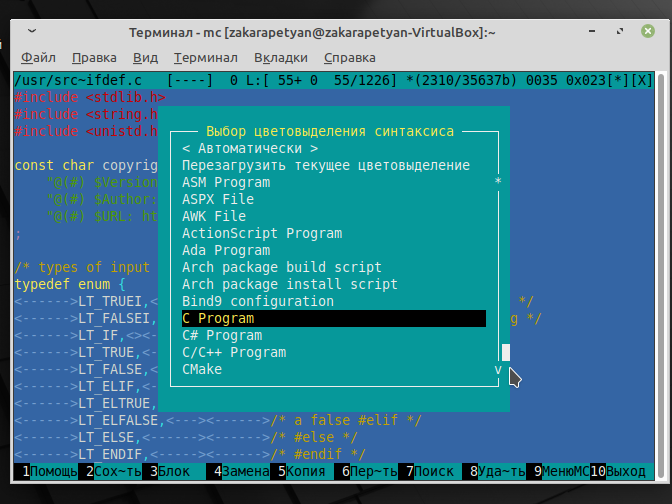 Терминал - mc [zakarapetyan@zakarapetyan-VirtualBox]:~
Файл Правка Вид Терминал Вкладки Справка
/usr/src~ifdef.c [----] 0 L:[ 55+ 0 55/1226] *(2310/35637b) 0035 0x023[*][X]
#include <stdlib.h>
#include <string.h
#include <unistd.h
Выбор цветовыделения синтаксиса
< Автоматически >
const char copyrig
Перезагрузить текущее цветовыделение
"@(#) $Version
ASM Program *
"@(#) $Author:
ASPX File
"@(#) $URL: ht
AWK File
;
ActionScript Program
Ada Program
/* types of input
Arch package build script
typedef enum {
Arch package install script
<------>LT_TRUEI,<
Bind9 configuration
*/
<------>LT_FALSEI,
C Program
g */
<------>LT_IF,<><-
C# Program
<------>LT_TRUE,<-
C/C++ Program
<------>LT_FALSE,<
CMake v
<------>LT_ELIF,<-
<------>LT_ELTRUE,
<------>LT_ELFALSE,<---><------>/* a false #elif */
<------>LT_ELSE,<------><------>/* #else */
<------>LT_ENDIF,<-----><------>/* #endif */
1Помощь 2Сох~ть 3Блок 4Замена 5Копия 6Пер~ть 7Поиск 8Уда~ть 9МенюМС 10Выход